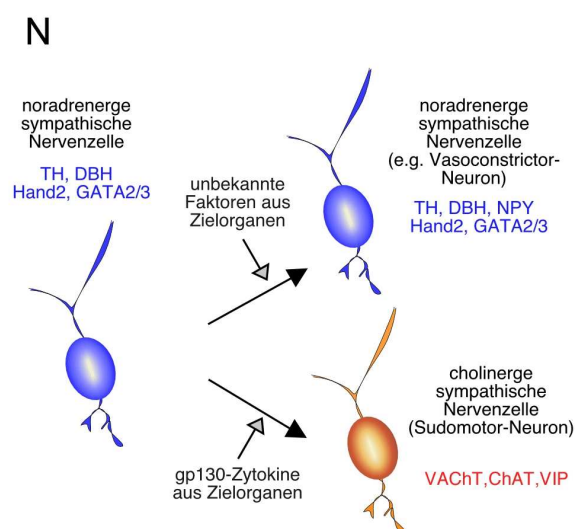 N
noradrenerge
sympathische
Nervenzelle
TH, DBH
Hand2, GATA2/3
unbekannte
Faktoren aus
Zielorganen
noradrenerge
sympathische
Nervenzelle
(e.g. Vasoconstrictor-
Neuron)
TH, DBH, NPY
Hand2, GATA2/3
gp130-Zytokine
aus Zielorganen
cholinerge
sympathische
Nervenzelle
(Sudomotor-Neuron)
VAChT,ChAT,VIP